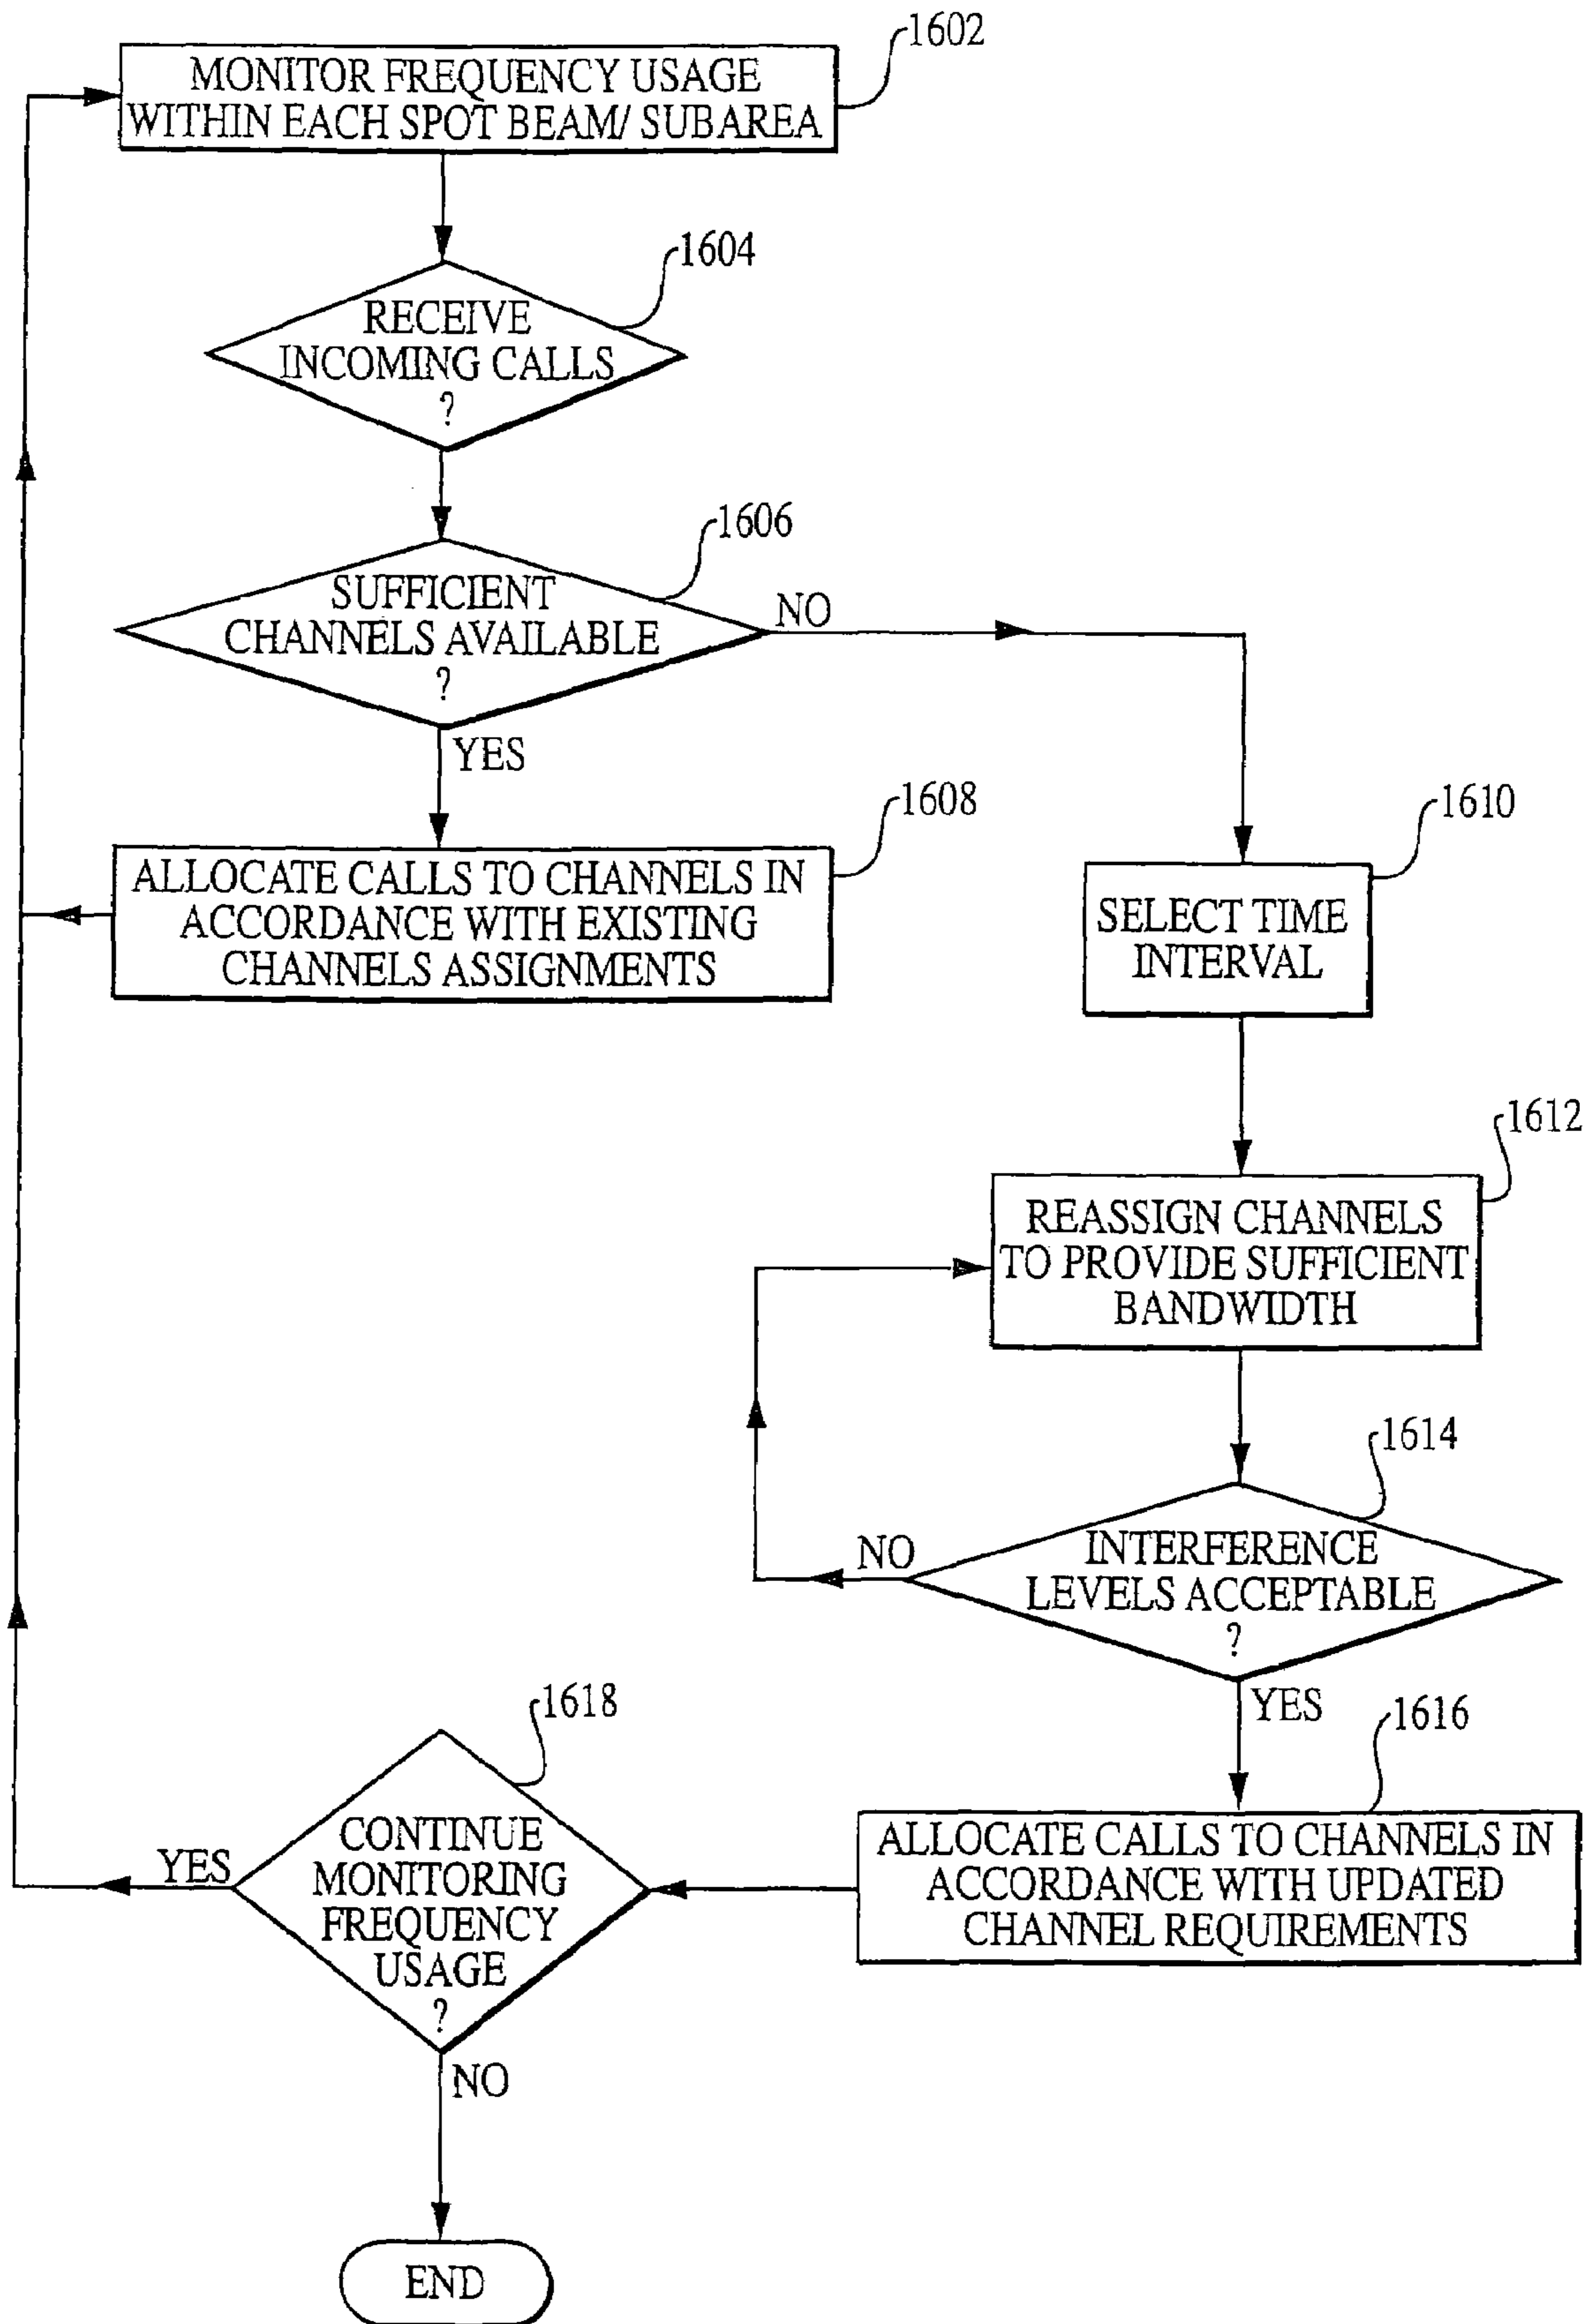 1602
MONITOR FREQUENCY USAGE
WITHIN EACH SPOT BEAM/ SUBAREA
1604
RECEIVE
INCOMING CALLS
?
1606
SUFFICIENT
CHANNELS AVAILABLE
?
NO
YES
1608
ALLOCATE CALLS TO CHANNELS IN
ACCORDANCE WITH EXISTING
CHANNELS ASSIGNMENTS
1610
SELECT TIME
INTERVAL
1612
REASSIGN CHANNELS
TO PROVIDE SUFFICIENT
BANDWIDTH
1614
INTERFERENCE
LEVELS ACCEPTABLE
?
NO
YES
1616
ALLOCATE CALLS TO CHANNELS IN
ACCORDANCE WITH UPDATED
CHANNEL REQUIREMENTS
1618
CONTINUE
MONITORING
FREQUENCY
USAGE
?
YES
NO
END